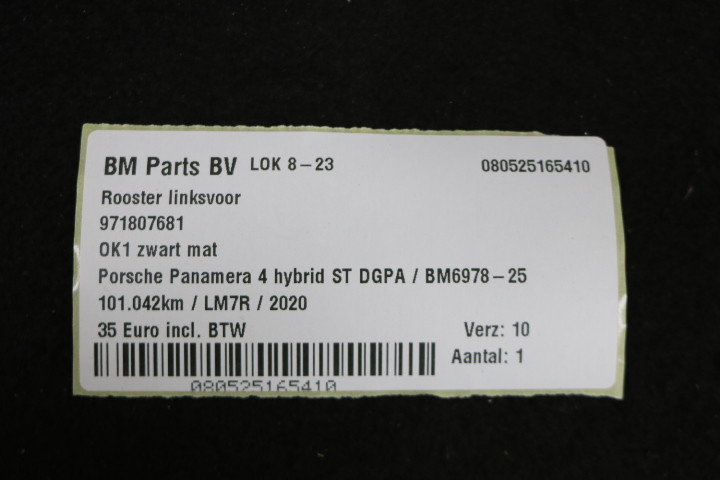 BM Parts BV LOK 8-23 080525165410
Rooster linksvoor
971807681
OK1 zwart mat
Porsche Panamera 4 hybrid ST DGPA / BM6978-25
101.042km / LM7R / 2020
35 Euro incl. BTW Verz: 10
Aantal: 1
080525165410